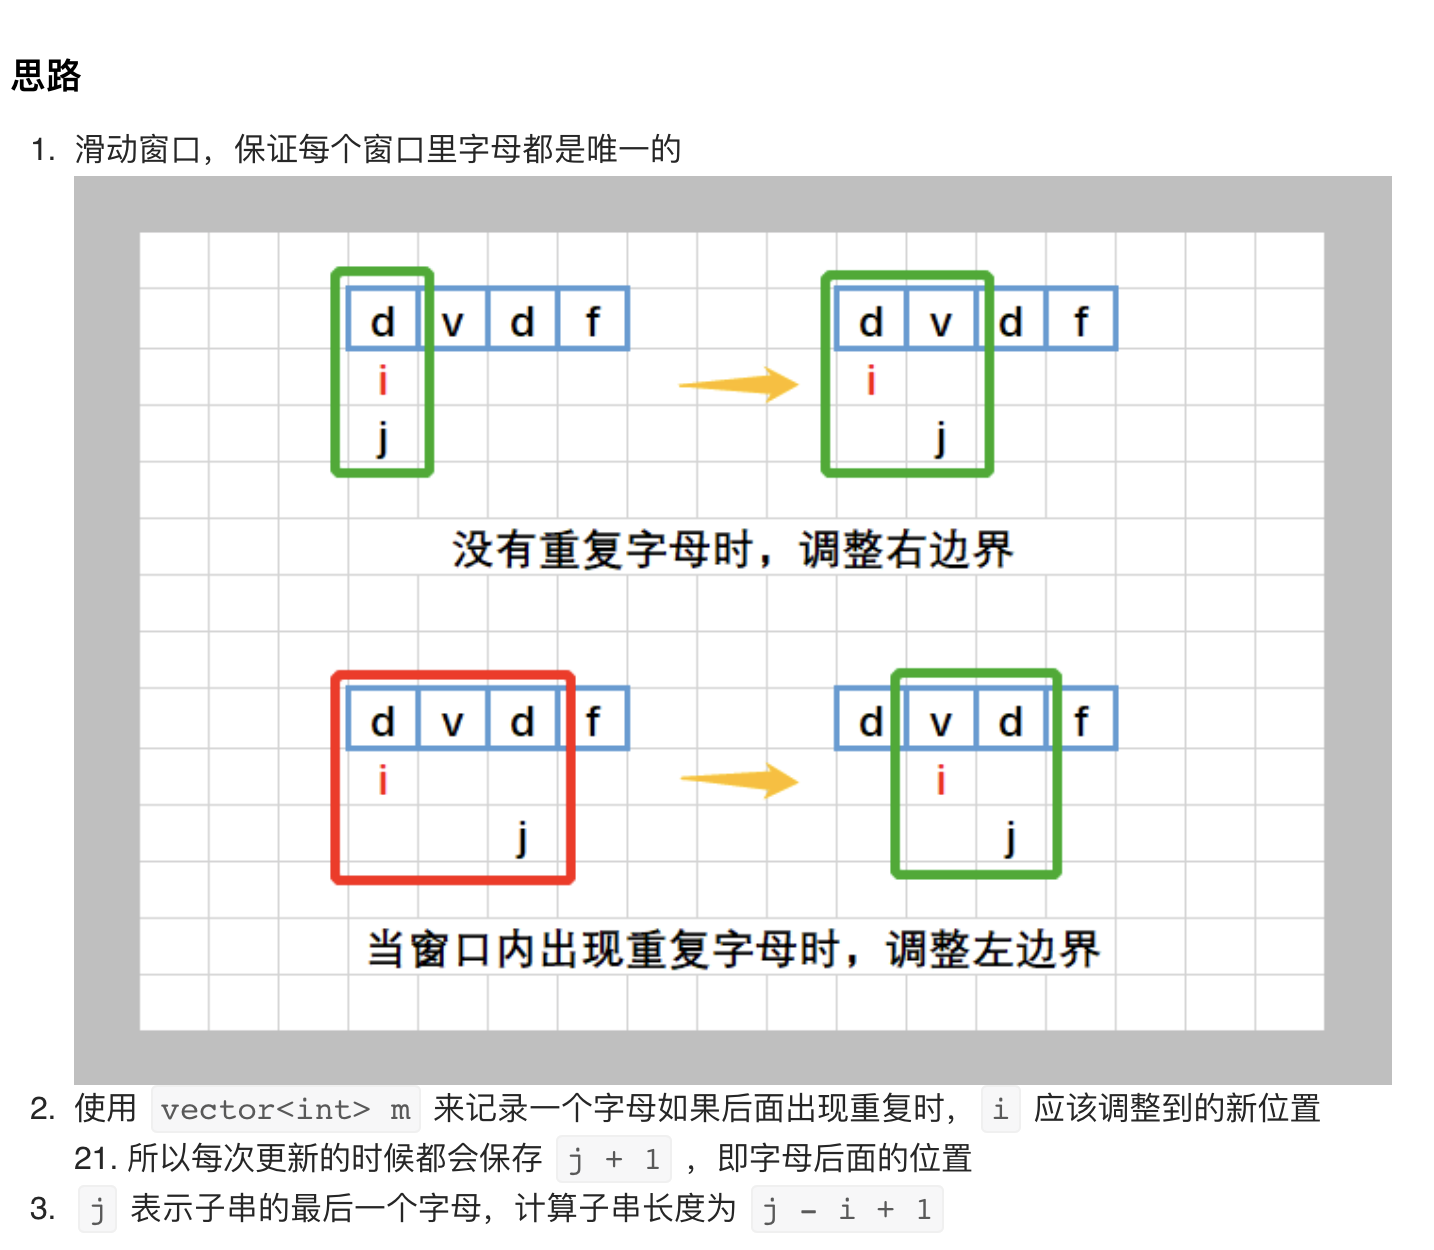 思路
1. 滑动窗口，保证每个窗口里字母都是唯一的
d v d f d v d f
i i
j j
没有重复字母时，调整右边界
d v d f d v d f
i i
j j
当窗口内出现重复字母时，调整左边界
2. 使用 vector<int> m 来记录一个字母如果后面出现重复时， i 应该调整到的新位置
21. 所以每次更新的时候都会保存 j + 1 ，即字母后面的位置
3. j 表示子串的最后一个字母，计算子串长度为 j - i + 1